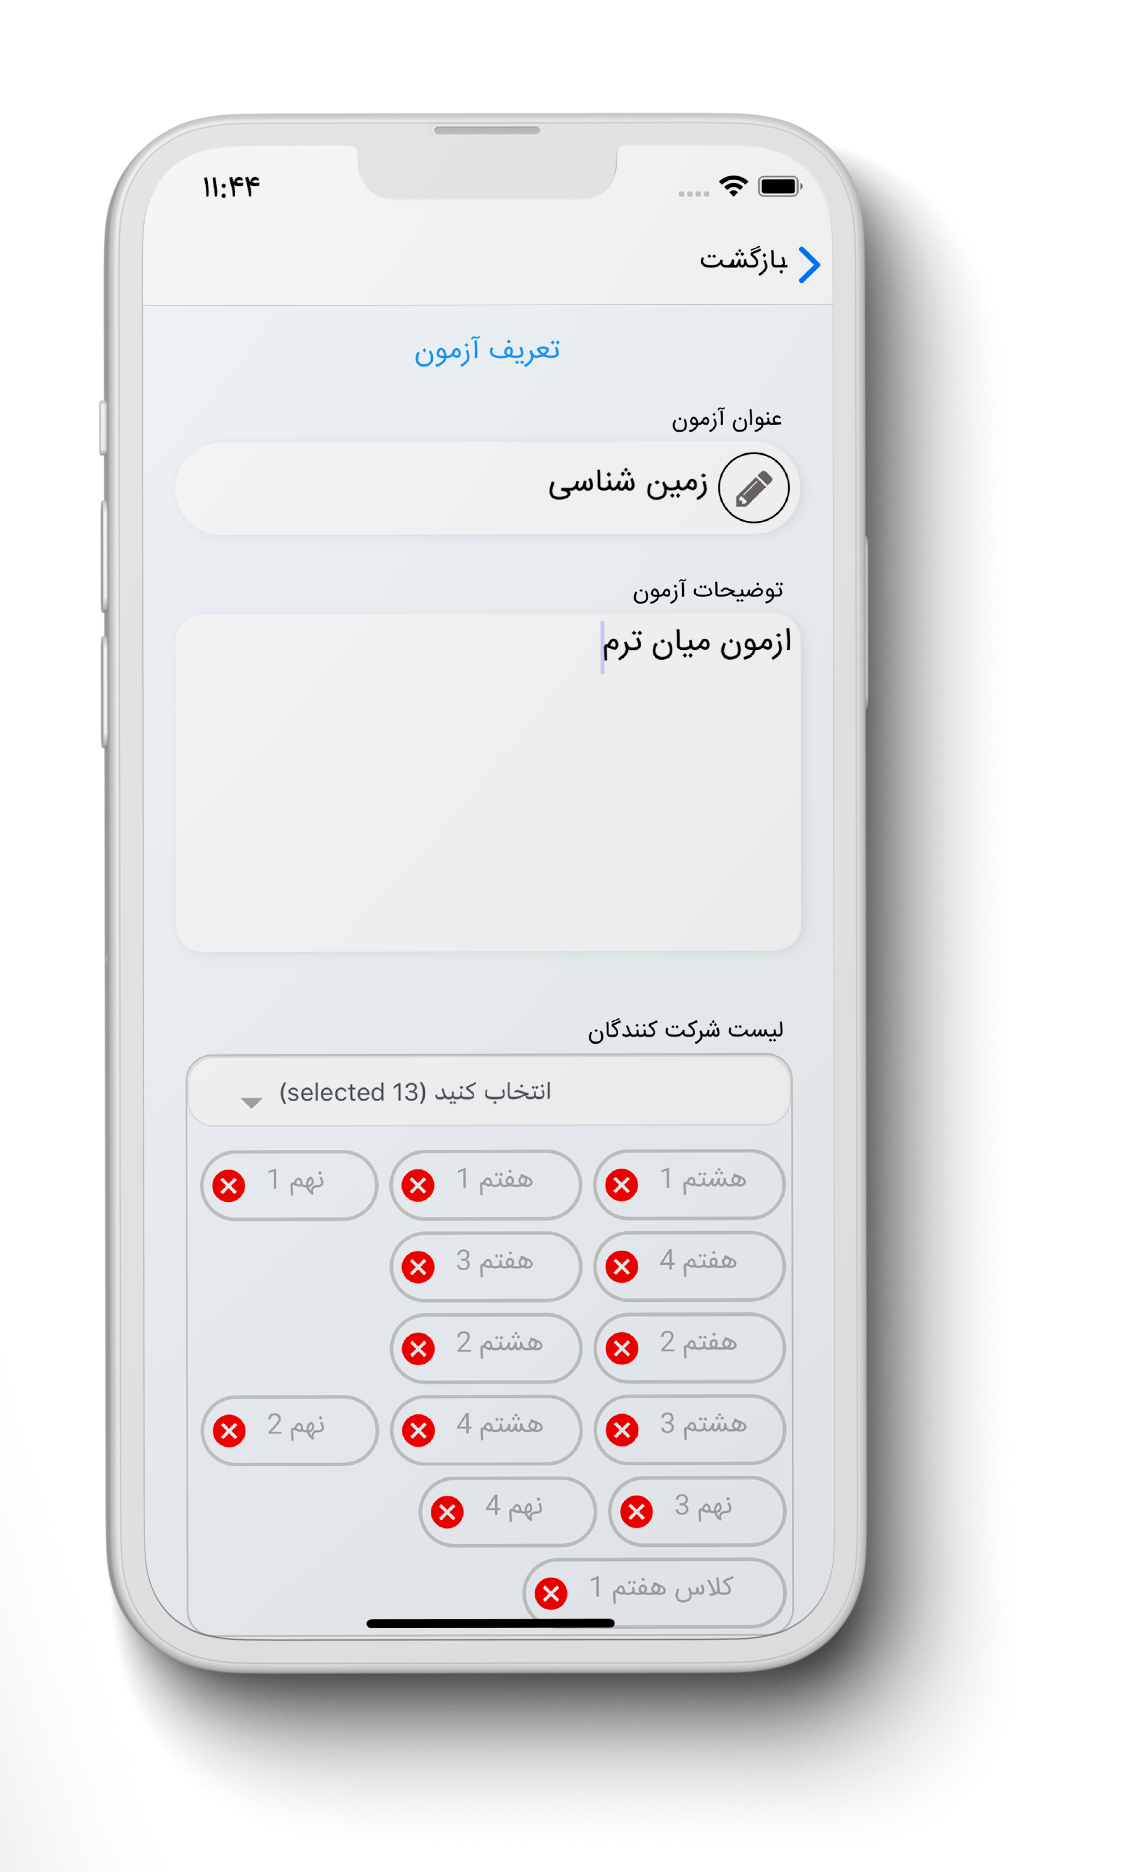 ۱۱:۴۴
بازگشت
تعریف آزمون
عنوان آزمون
زمین شناسی
توضیحات آزمون
ازمون میان ترم
لیست شرکت کنندگان
انتخاب کنید (selected 13)
هشتم 1 هفتم 1 نهم 1
هفتم 4 هفتم 3
هفتم 2 هشتم 2
هشتم 3 هشتم 4 نهم 2
نهم 3 نهم 4
کلاس هفتم 1